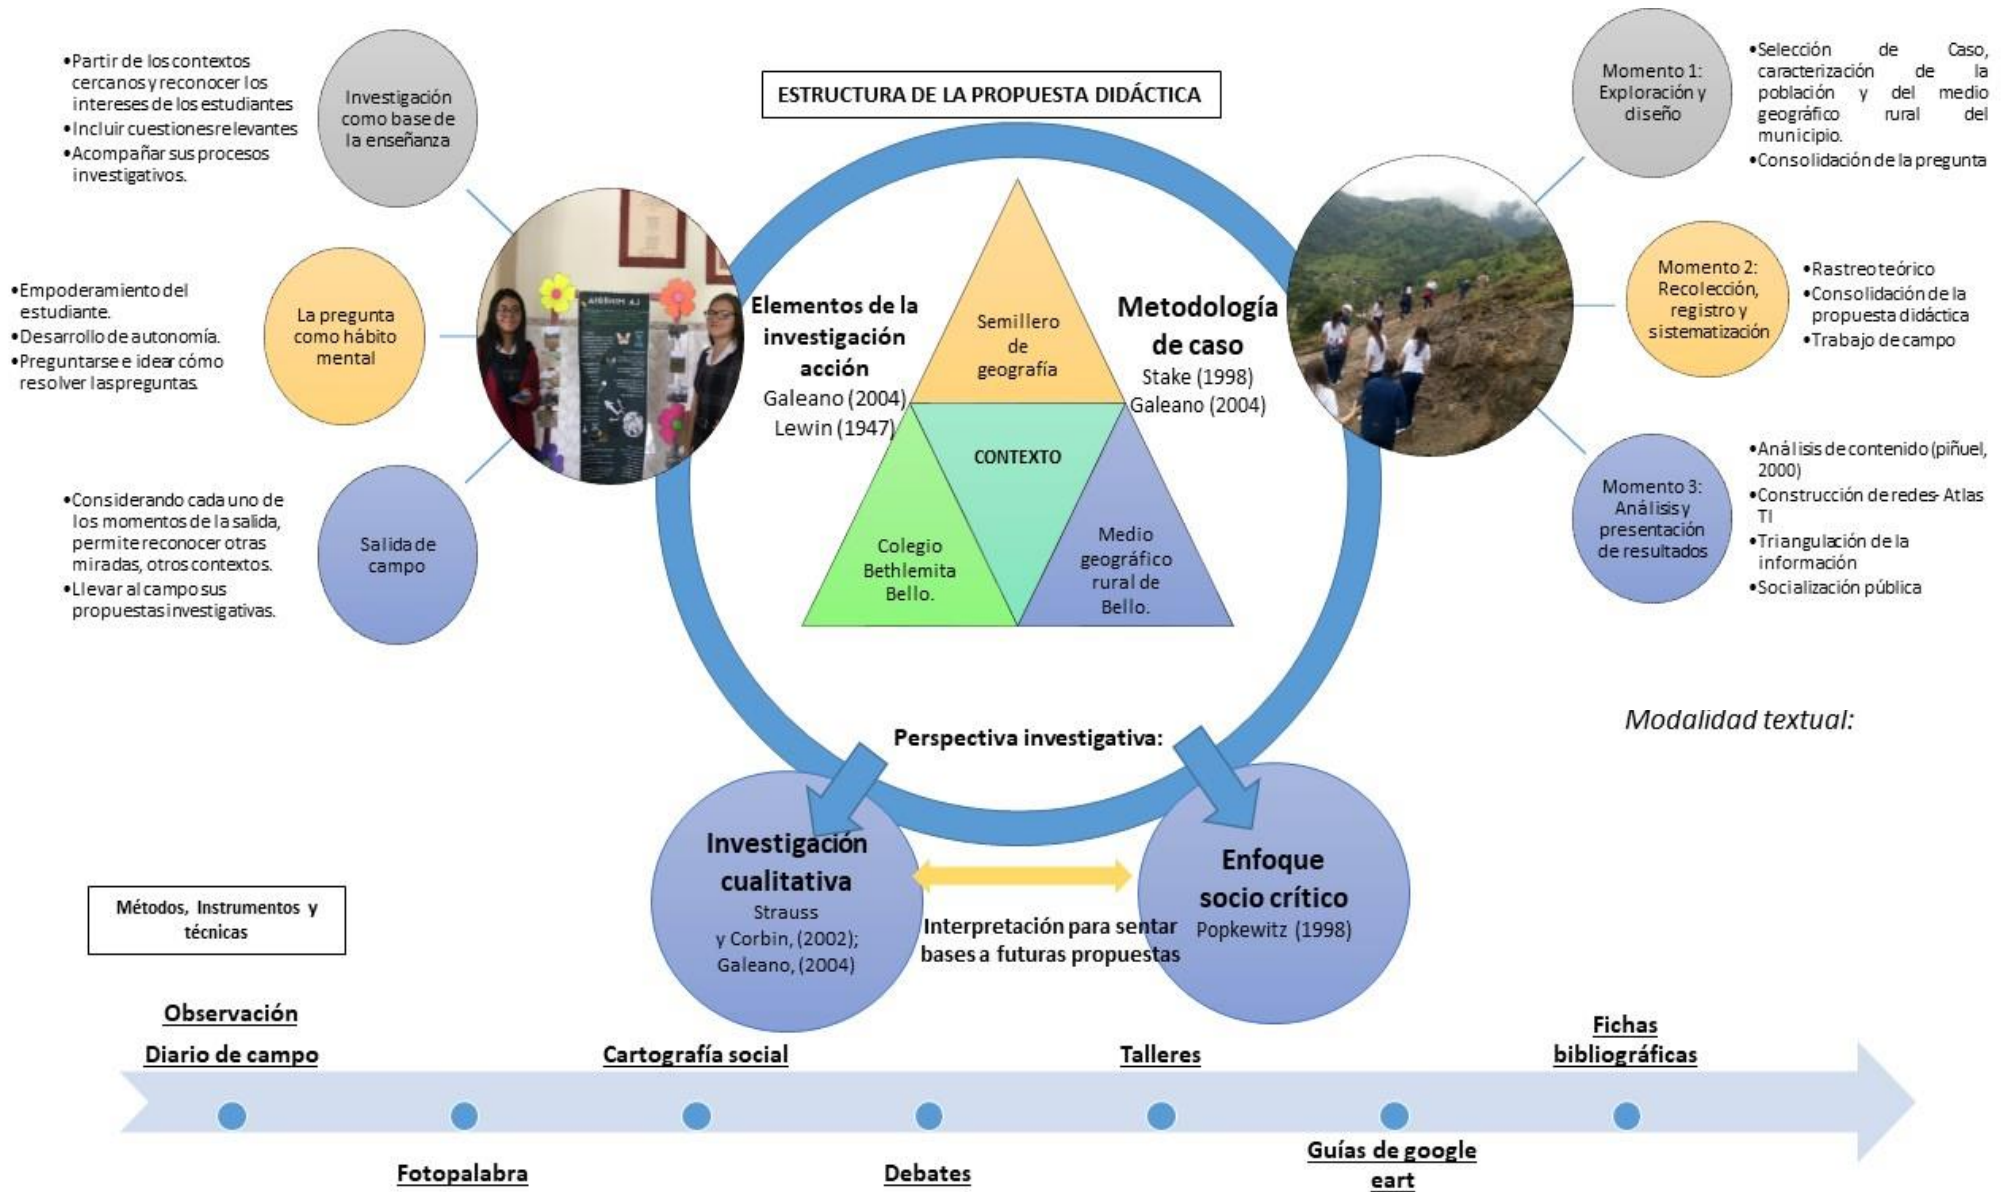 ESTRUCTURA DE LA PROPUESTA DIDÁCTICA
•Partir de los contextos
cercanos y reconocer los
intereses de los estudiantes
•Incluir cuestiones relevantes
•Acompañar sus procesos
investigativos.
Investigación
como base de
la enseñanza
•Empoderamiento del
estudiante.
•Desarrollo de autonomía.
•Preguntarse e idear cómo
resolver las preguntas.
La pregunta
como hábito
mental
•Considerando cada uno de
los momentos de la salida,
permite reconocer otras
miradas, otros contextos.
•Llevar al campo sus
propuestas investigativas.
Salida de
campo
Elementos de la
investigación
acción
Galeano (2004)
Lewin (1947)
Semillero
de
geografía
CONTEXTO
Colegio
Bethlemita
Bello.
Medio
geográfico
rural de
Bello.
Metodología
de caso
Stake (1998)
Galeano (2004)
Momento 1:
Exploración y
diseño
•Selección de Caso,
caracterización de la
población y del medio
geográfico rural del
municipio.
•Consolidación de la pregunta
Momento 2:
Recolección,
registro y
sistematización
•Rastreo teórico
•Consolidación de la
propuesta didáctica
•Trabajo de campo
Momento 3:
Análisis y
presentación
de resultados
•Análisis de contenido (piñuel,
2000)
•Construcción de redes- Atlas
TI
•Triangulación de la
información
•Socialización pública
Modalidad textual:
Perspectiva investigativa:
Investigación
cualitativa
Strauss
y Corbin, (2002);
Galeano, (2004)
Interpretación para sentar
bases a futuras propuestas
Enfoque
socio crítico
Popkewitz (1998)
Métodos, Instrumentos y
técnicas
Observación
Diario de campo
Fotopalabra
Cartografía social
Debates
Talleres
Guías de google
eart
Fichas
bibliográficas